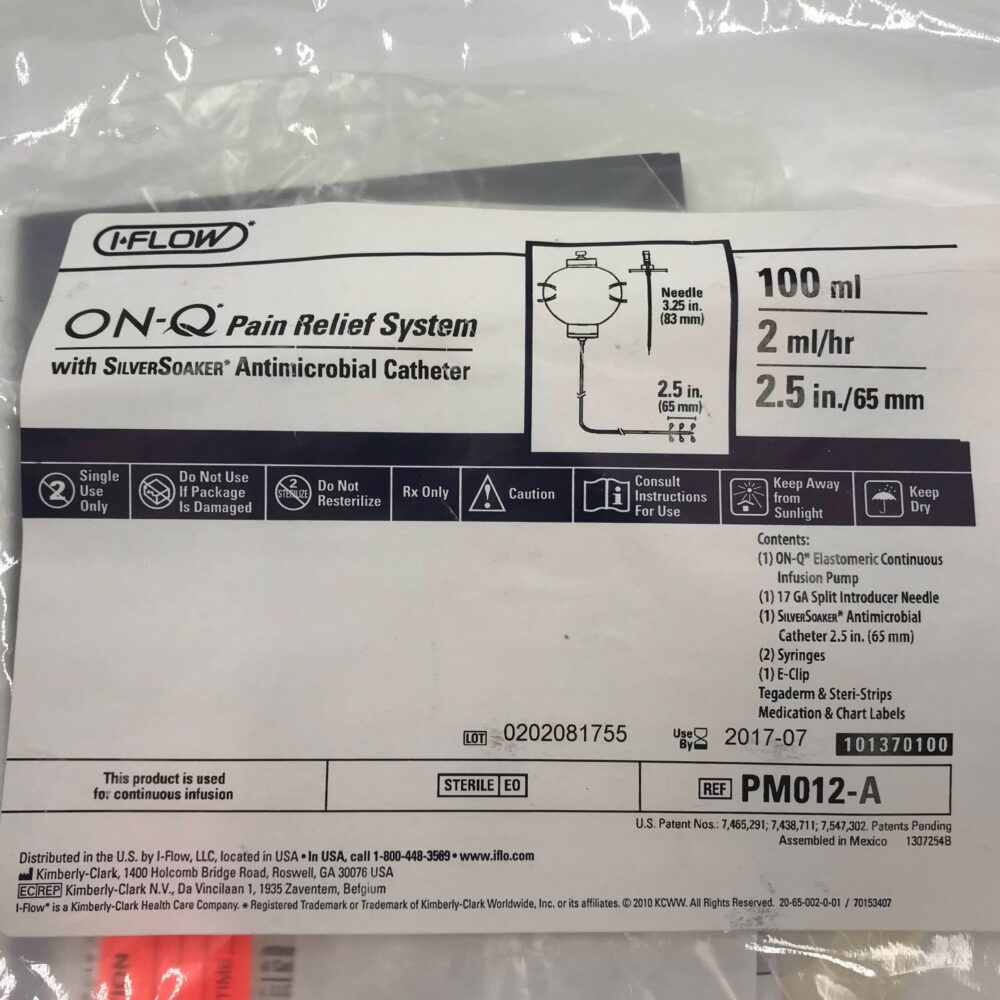 I-FLOW*
ON-Q* Pain Relief System
with SILVERSOAKER* Antimicrobial Catheter
Needle
3.25 in.
(83 mm)
2.5 in.
(65 mm)
100 ml
2 ml/hr
2.5 in./65 mm
2 Single Use Only
Do Not Use If Package Is Damaged
2 STERILIZE Do Not Resterilize
Rx Only
! Caution
i Consult Instructions For Use
Keep Away from Sunlight
Keep Dry
Contents:
(1) ON-Q* Elastomeric Continuous
Infusion Pump
(1) 17 GA Split Introducer Needle
(1) SILVERSOAKER* Antimicrobial
Catheter 2.5 in. (65 mm)
(2) Syringes
(1) E-Clip
Tegaderm & Steri-Strips
Medication & Chart Labels
LOT 0202081755 Use By 2017-07 101370100
This product is used
for continuous infusion
STERILE EO
REF PM012-A
U.S. Patent Nos.: 7,465,291; 7,438,711; 7,547,302. Patents Pending
Assembled in Mexico 1307254B
Distributed in the U.S. by I-Flow, LLC, located in USA • In USA, call 1-800-448-3569 • www.iflo.com
Kimberly-Clark, 1400 Holcomb Bridge Road, Roswell, GA 30076 USA
EC REP Kimberly-Clark N.V., Da Vincilaan 1, 1935 Zaventem, Belgium
I-Flow* is a Kimberly-Clark Health Care Company. * Registered Trademark or Trademark of Kimberly-Clark Worldwide, Inc. or its affiliates. © 2010 KCWW. All Rights Reserved. 20-65-002-0-01 / 70153407